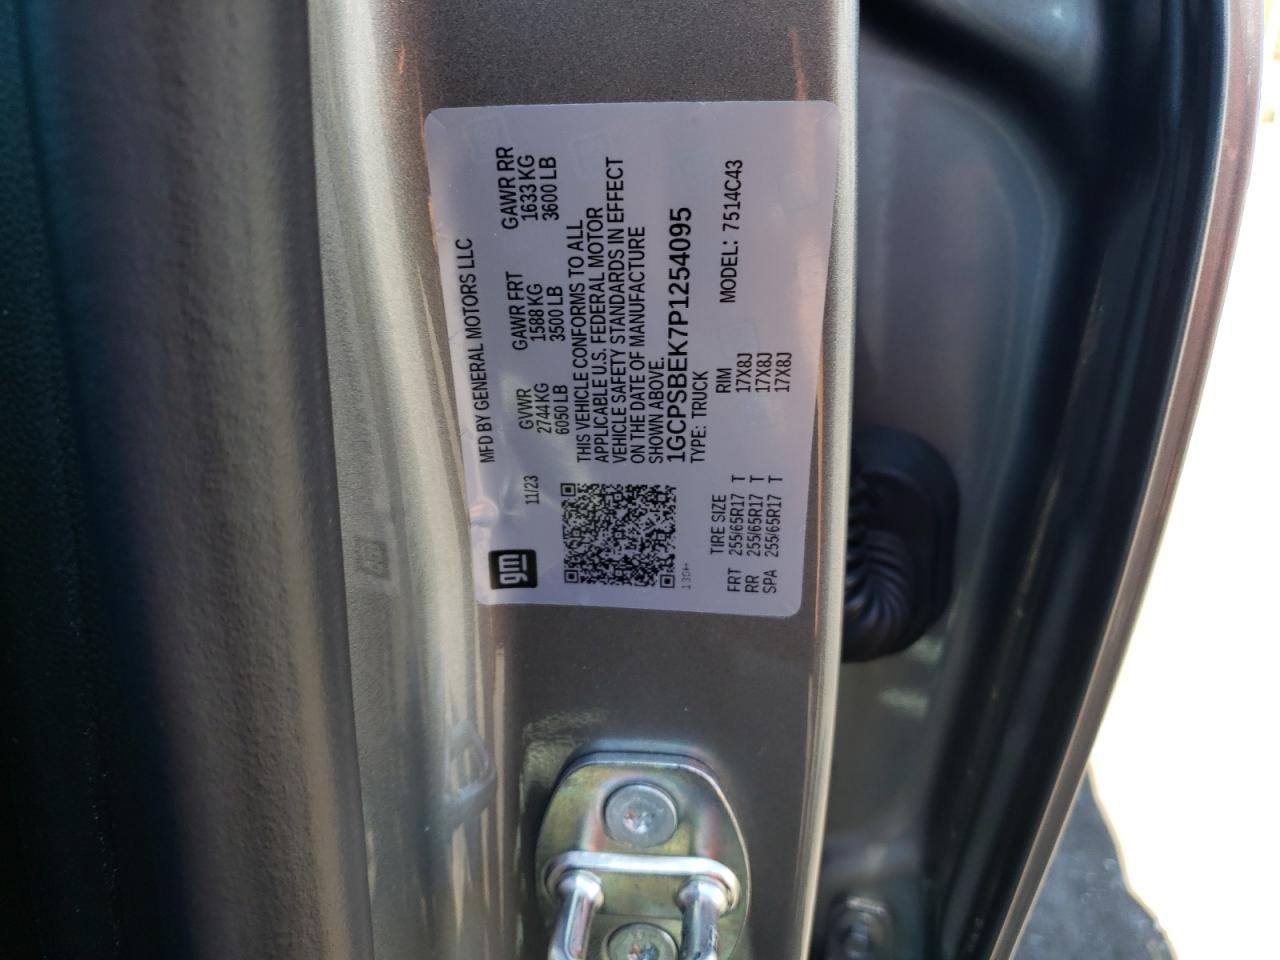 gm
MFD BY GENERAL MOTORS LLC
11/23
GVWR GAWR FRT GAWR RR
2744 KG 1588 KG 1633 KG
6050 LB 3500 LB 3600 LB
THIS VEHICLE CONFORMS TO ALL
APPLICABLE U.S. FEDERAL MOTOR
VEHICLE SAFETY STANDARDS IN EFFECT
ON THE DATE OF MANUFACTURE
SHOWN ABOVE.
1GCPSBEK7P1254095
TYPE: TRUCK
TIRE SIZE RIM MODEL: 7514C43
FRT 255/65R17 T 17X8J
RR 255/65R17 T 17X8J
SPA 255/65R17 T 17X8J